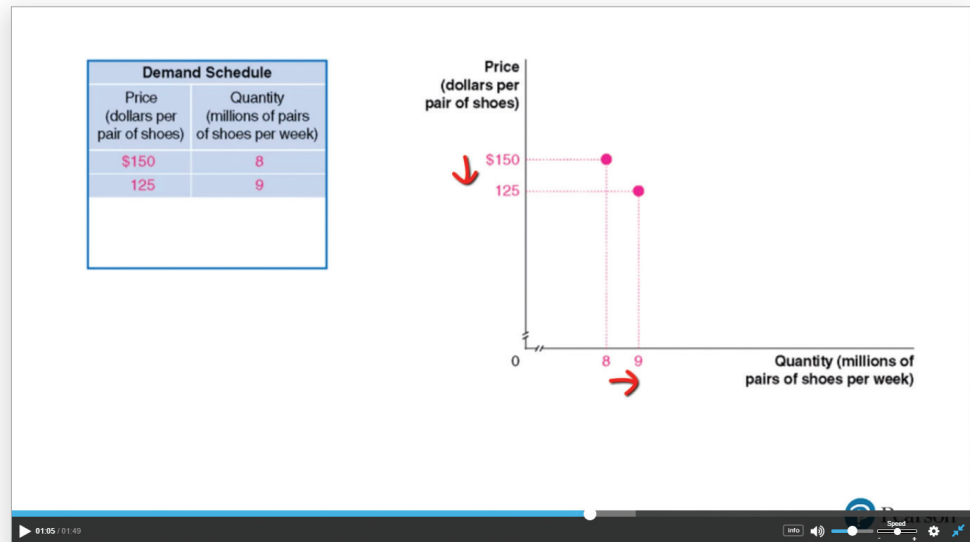 Demand Schedule
Price
(dollars per
pair of shoes)
Quantity
(millions of pairs
of shoes per week)
$150 8
125 9
Price
(dollars per
pair of shoes)
$150
125
0 8 9
Quantity (millions of
pairs of shoes per week)
01:05 / 01:49
Info
Speed
- +